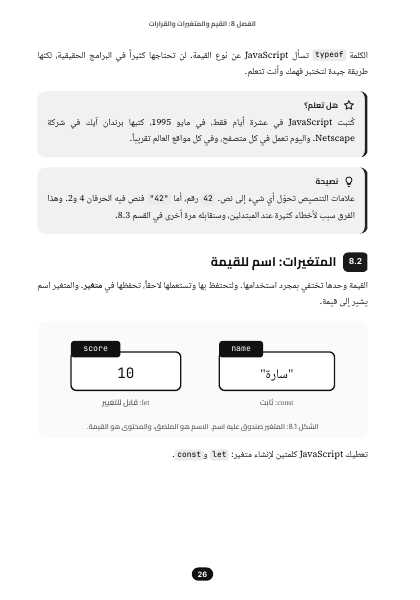 الفصل 8: القيم والمتغيرات والقرارات
الكلمة typeof تسأل JavaScript عن نوع القيمة. لن تحتاجها كثيراً في البرامج الحقيقية، لكنها
طريقة جيدة لتختبر فهمك وأنت تتعلم.
هل تعلم؟
كُتبت JavaScript في عشرة أيام فقط، في مايو 1995، كتبها برندان آيك في شركة
Netscape. واليوم تعمل في كل متصفح، وفي كل مواقع العالم تقريباً.
نصيحة
علامات التنصيص تحوّل أي شيء إلى نص. 42 رقم، أما "42" فنص فيه الحرفان 4 و2. وهذا
الفرق سبب لأخطاء كثيرة عند المبتدئين، وسنقابله مرة أخرى في القسم 8.3.
8.2 المتغيرات: اسم للقيمة
القيمة وحدها تختفي بمجرد استخدامها. ولتحتفظ بها وتستعملها لاحقاً، تحفظها في متغير. والمتغير اسم
يشير إلى قيمة.
name
"سارة"
const: ثابت
score
10
let: قابل للتغيير
الشكل 8.1: المتغير صندوق عليه اسم. الاسم هو الملصق، والمحتوى هو القيمة.
تعطيك JavaScript كلمتين لإنشاء متغير: let و const.
26